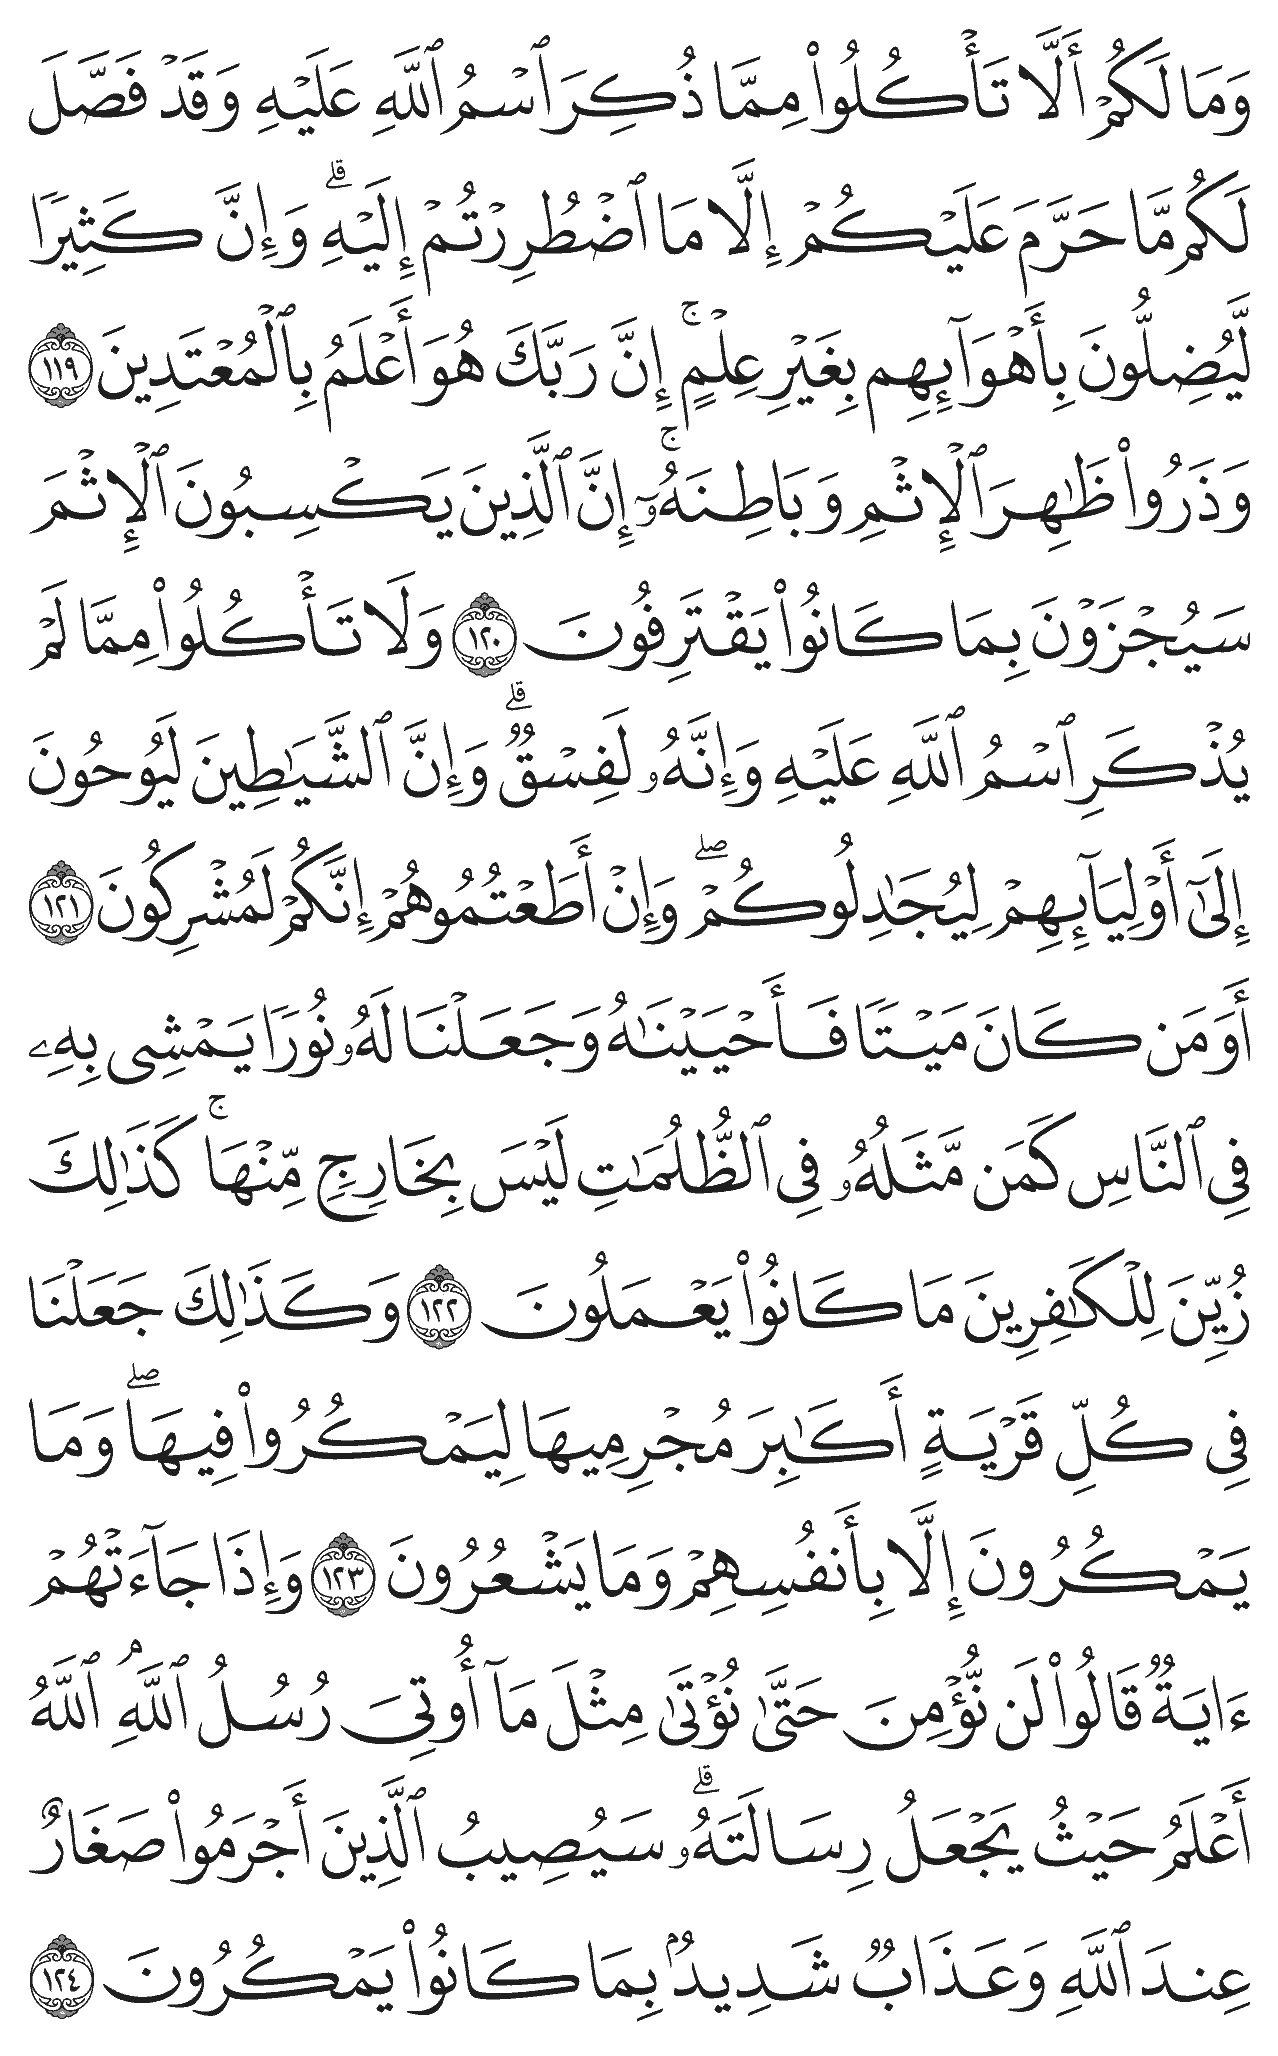 وَمَا لَكُمْ أَلَّا تَأْكُلُوا۟ مِمَّا ذُكِرَ ٱسْمُ ٱللَّهِ عَلَيْهِ وَقَدْ فَصَّلَ
لَكُم مَّا حَرَّمَ عَلَيْكُمْ إِلَّا مَا ٱضْطُرِرْتُمْ إِلَيْهِ ۗ وَإِنَّ كَثِيرًا
لَّيُضِلُّونَ بِأَهْوَآئِهِم بِغَيْرِ عِلْمٍ ۚ إِنَّ رَبَّكَ هُوَ أَعْلَمُ بِٱلْمُعْتَدِينَ ١١٩
وَذَرُوا۟ ظَـٰهِرَ ٱلْإِثْمِ وَبَاطِنَهُۥٓ ۚ إِنَّ ٱلَّذِينَ يَكْسِبُونَ ٱلْإِثْمَ
سَيُجْزَوْنَ بِمَا كَانُوا۟ يَقْتَرِفُونَ ١٢٠ وَلَا تَأْكُلُوا۟ مِمَّا لَمْ
يُذْكَرِ ٱسْمُ ٱللَّهِ عَلَيْهِ وَإِنَّهُۥ لَفِسْقٌ ۗ وَإِنَّ ٱلشَّيَـٰطِينَ لَيُوحُونَ
إِلَىٰٓ أَوْلِيَآئِهِمْ لِيُجَـٰدِلُوكُمْ ۖ وَإِنْ أَطَعْتُمُوهُمْ إِنَّكُمْ لَمُشْرِكُونَ ١٢١
أَوَمَن كَانَ مَيْتًا فَأَحْيَيْنَـٰهُ وَجَعَلْنَا لَهُۥ نُورًا يَمْشِى بِهِۦ
فِى ٱلنَّاسِ كَمَن مَّثَلُهُۥ فِى ٱلظُّلُمَـٰتِ لَيْسَ بِخَارِجٍ مِّنْهَا ۚ كَذَٰلِكَ
زُيِّنَ لِلْكَـٰفِرِينَ مَا كَانُوا۟ يَعْمَلُونَ ١٢٢ وَكَذَٰلِكَ جَعَلْنَا
فِى كُلِّ قَرْيَةٍ أَكَـٰبِرَ مُجْرِمِيهَا لِيَمْكُرُوا۟ فِيهَا ۖ وَمَا
يَمْكُرُونَ إِلَّا بِأَنفُسِهِمْ وَمَا يَشْعُرُونَ ١٢٣ وَإِذَا جَآءَتْهُمْ
ءَايَةٌ قَالُوا۟ لَن نُّؤْمِنَ حَتَّىٰ نُؤْتَىٰ مِثْلَ مَآ أُوتِىَ رُسُلُ ٱللَّهِ ۘ ٱللَّهُ
أَعْلَمُ حَيْثُ يَجْعَلُ رِسَالَتَهُۥ ۗ سَيُصِيبُ ٱلَّذِينَ أَجْرَمُوا۟ صَغَارٌ
عِندَ ٱللَّهِ وَعَذَابٌ شَدِيدٌۢ بِمَا كَانُوا۟ يَمْكُرُونَ ١٢٤